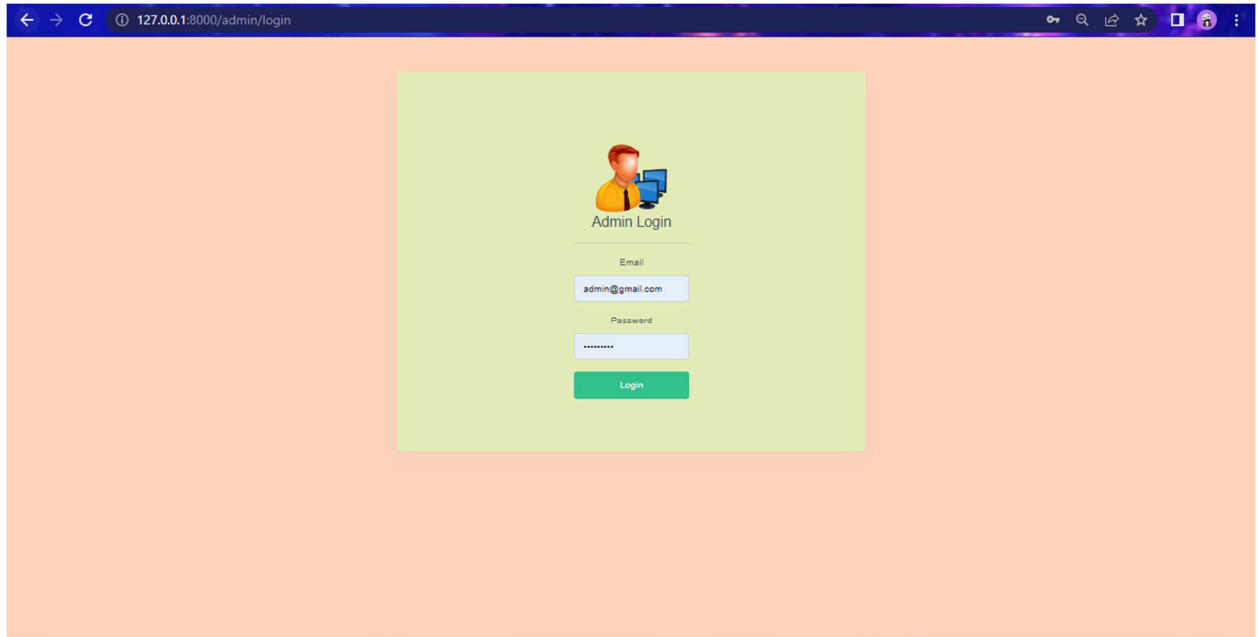 127.0.0.1:8000/admin/login
Admin Login
Email
admin@gmail.com
Password
•••••••••
Login